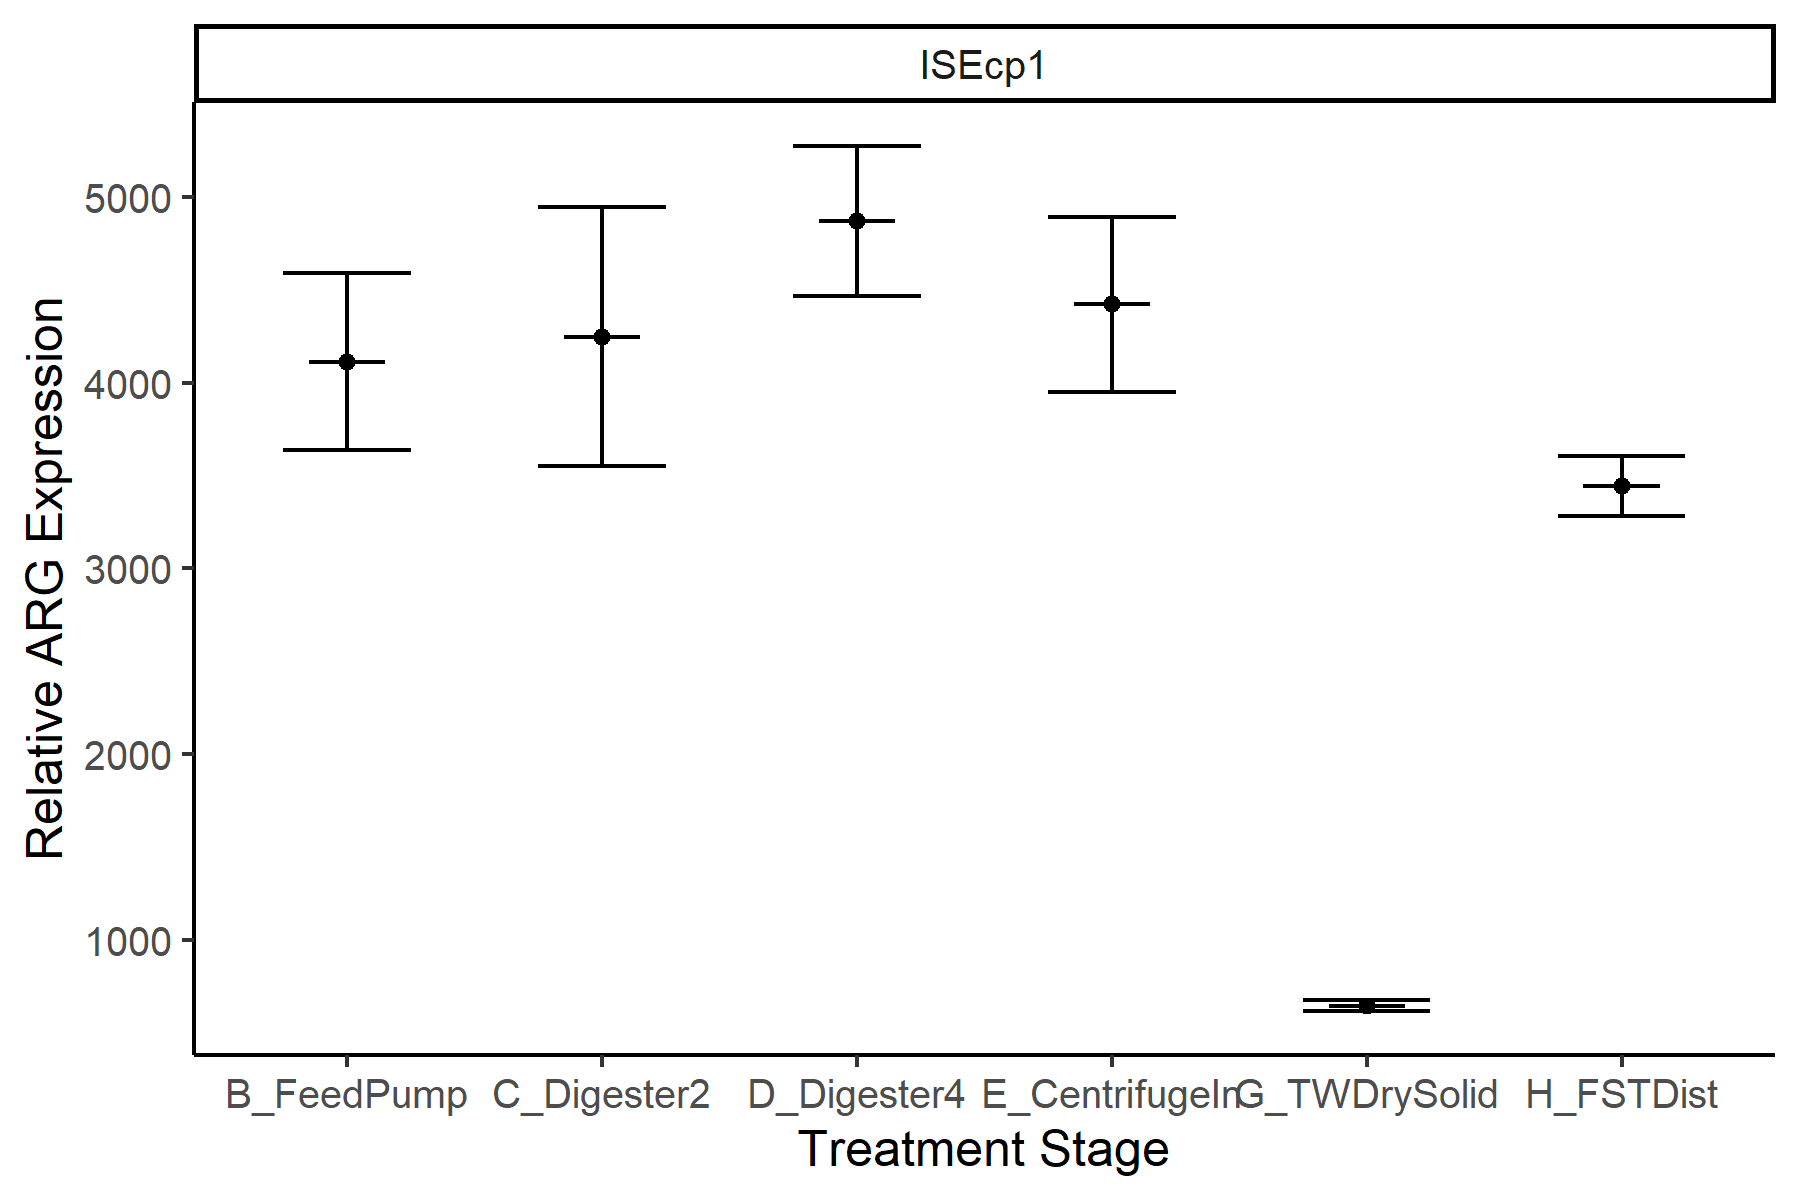 ISEcp1
Relative ARG Expression
5000
4000
3000
2000
1000
B_FeedPump C_Digester2 D_Digester4 E_CentrifugeIn G_TWDrySolid H_FSTDist
Treatment Stage